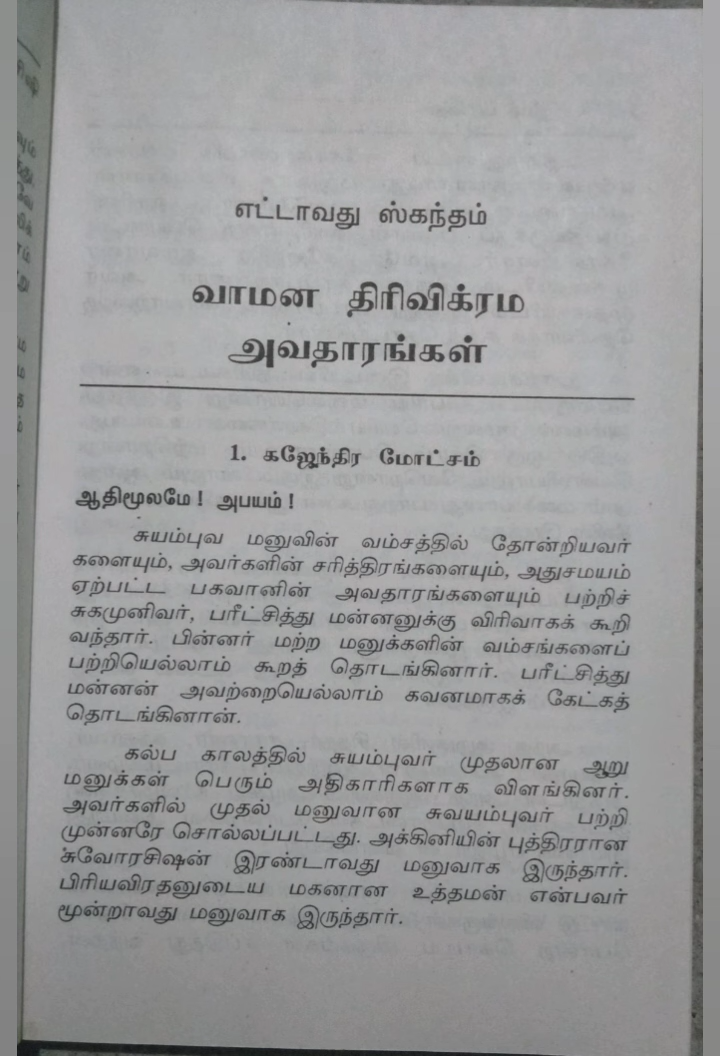 எட்டாவது ஸ்கந்தம்
வாமன திரிவிக்ரம
அவதாரங்கள்
1. கஜேந்திர மோட்சம்
ஆதிமூலமே! அபயம்!
சுயம்புவ மனுவின் வம்சத்தில் தோன்றியவர்
களையும், அவர்களின் சரித்திரங்களையும், அதுசமயம்
ஏற்பட்ட பகவானின் அவதாரங்களையும் பற்றிச்
சுகமுனிவர், பரீட்சித்து மன்னனுக்கு விரிவாகக் கூறி
வந்தார். பின்னர் மற்ற மனுக்களின் வம்சங்களைப்
பற்றியெல்லாம் கூறத் தொடங்கினார். பரீட்சித்து
மன்னன் அவற்றையெல்லாம் கவனமாகக் கேட்கத்
தொடங்கினான்.
கல்ப காலத்தில் சுயம்புவர் முதலான ஆறு
மனுக்கள் பெரும் அதிகாரிகளாக விளங்கினர்.
அவர்களில் முதல் மனுவான சுவயம்புவர் பற்றி
முன்னரே சொல்லப்பட்டது. அக்கினியின் புத்திரரான
சுவோரசிஷன் இரண்டாவது மனுவாக இருந்தார்.
பிரியவிரதனுடைய மகனான உத்தமன் என்பவர்
மூன்றாவது மனுவாக இருந்தார்.